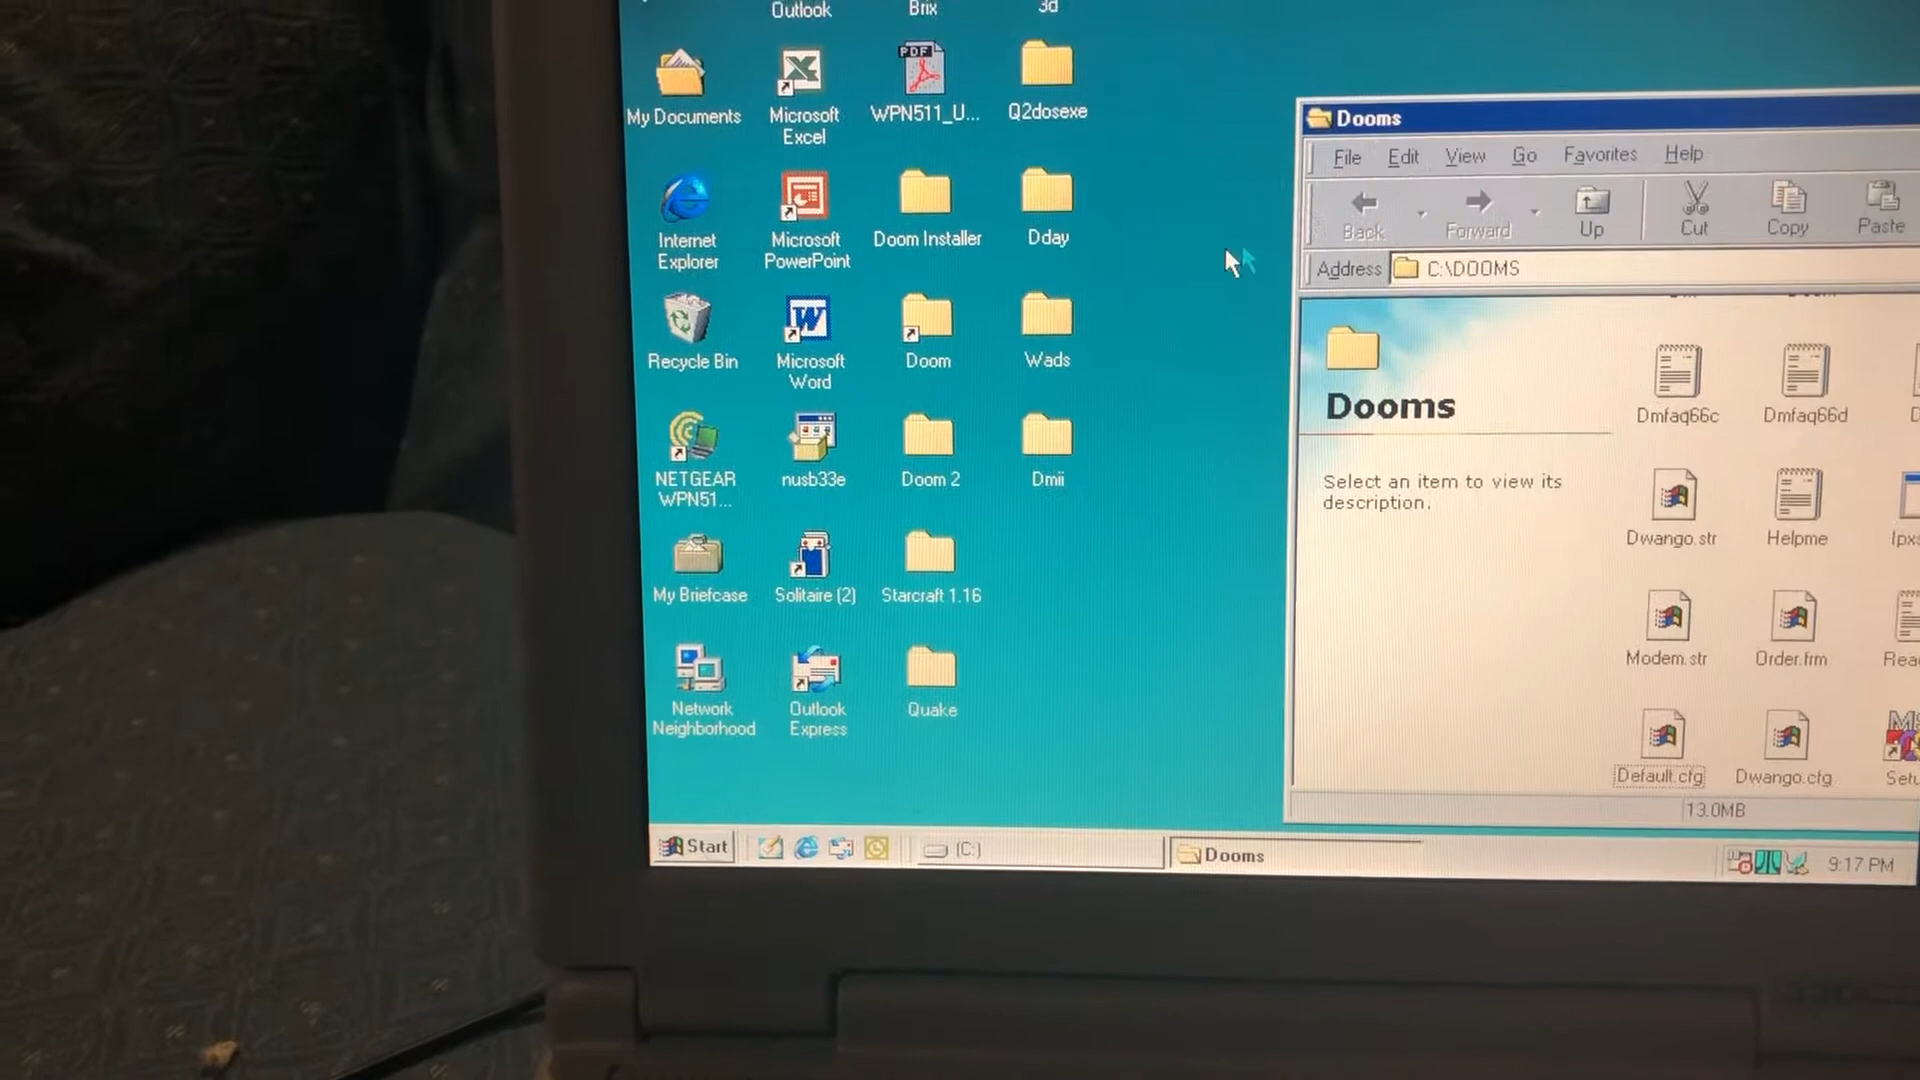 Outlook
Brix
3d
My Documents
Microsoft
Excel
PDF
WPN511_U...
Q2dosexe
Internet
Explorer
Microsoft
PowerPoint
Doom Installer
Dday
Recycle Bin
Microsoft
Word
Doom
Wads
NETGEAR
WPN51...
nusb33e
Doom 2
Dmii
My Briefcase
Solitaire (2)
Starcraft 1.16
Network
Neighborhood
Outlook
Express
Quake
Dooms
File Edit View Go Favorites Help
Back Forward Up Cut Copy Paste
Address C:\DOOMS
Dooms
Select an item to view its
description.
Dmfaq66c Dmfaq66d
Dwango.str Helpme
Modem.str Order.frm
Default.cfg Dwango.cfg
13.0MB
Start (C:) Dooms 9:17 PM